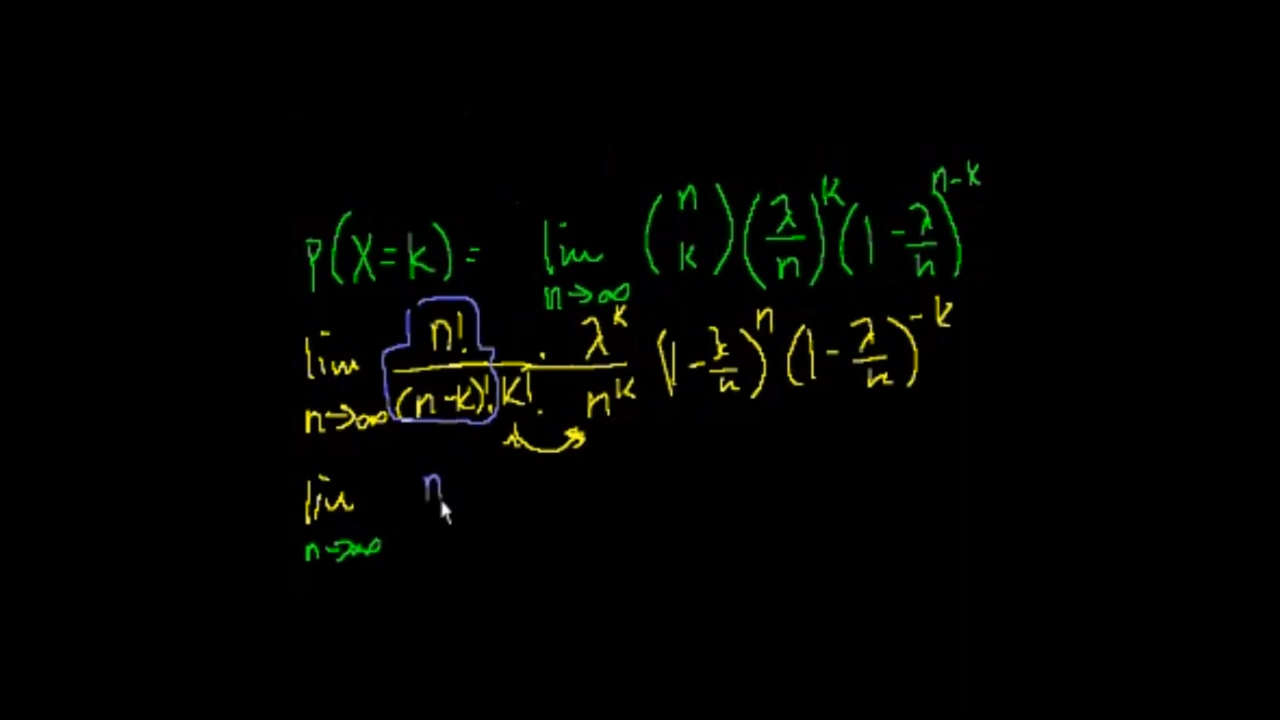 P(X=k) = lim n→∞ (n k) (λ/n)^k (1 - λ/n)^(n-k)
lim n→∞ n!/((n-k)! k!) · λ^k/n^k (1 - λ/n)^n (1 - λ/n)^(-k)
lim n→∞ n